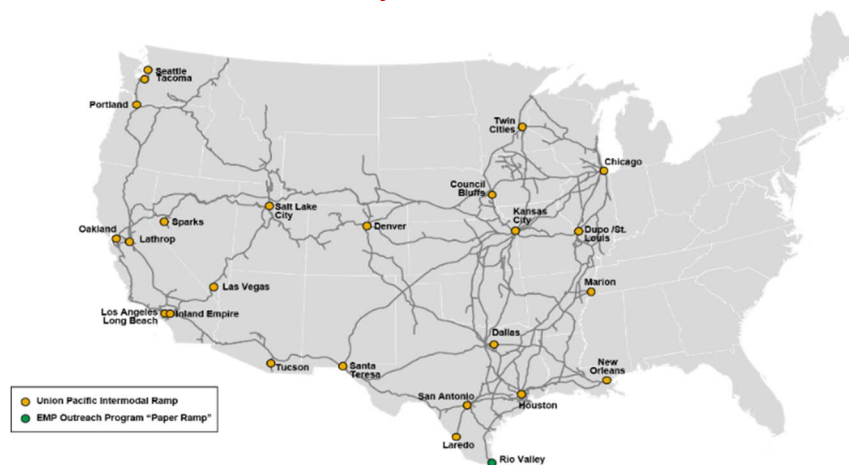 Seattle
Tacoma
Portland
Twin
Cities
Chicago
Council
Bluffs
Salt Lake
City
Kansas
City
Sparks
Denver
Dupo /St.
Louis
Oakland
Lathrop
Las Vegas
Marion
Los Angeles
Long Beach
Inland Empire
Dallas
Tucson
Santa
Teresa
New
Orleans
San Antonio
Houston
Laredo
Rio Valley
Union Pacific Intermodal Ramp
EMP Outreach Program “Paper Ramp”